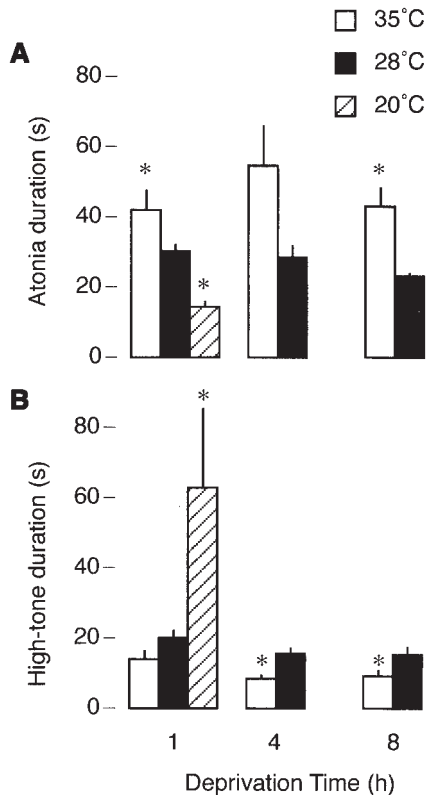 35°C
28°C
20°C
A
80
60
40
20
0
Atonia duration (s)
*
*
*
B
80
60
40
20
0
High-tone duration (s)
*
*
*
1 4 8
Deprivation Time (h)